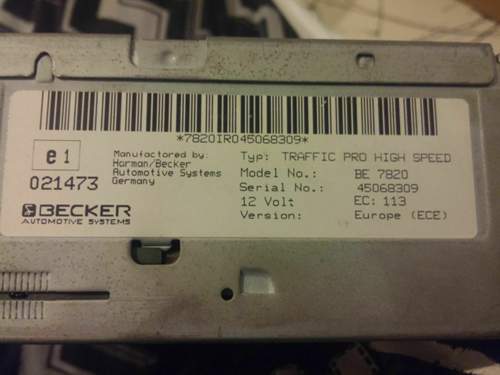 *7820IR045068309*
e1
021473
Manufactored by:
Harman/Becker
Automotive Systems
Germany
BECKER
AUTOMOTIVE SYSTEMS
Typ: TRAFFIC PRO HIGH SPEED
Model No.: BE 7820
Serial No.: 45068309
12 Volt EC: 113
Version: Europe (ECE)